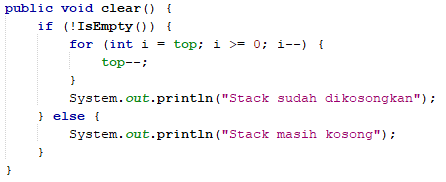 public void clear() {
    if (!IsEmpty()) {
        for (int i = top; i >= 0; i--) {
            top--;
        }
        System.out.println("Stack sudah dikosongkan");
    } else {
        System.out.println("Stack masih kosong");
    }
}